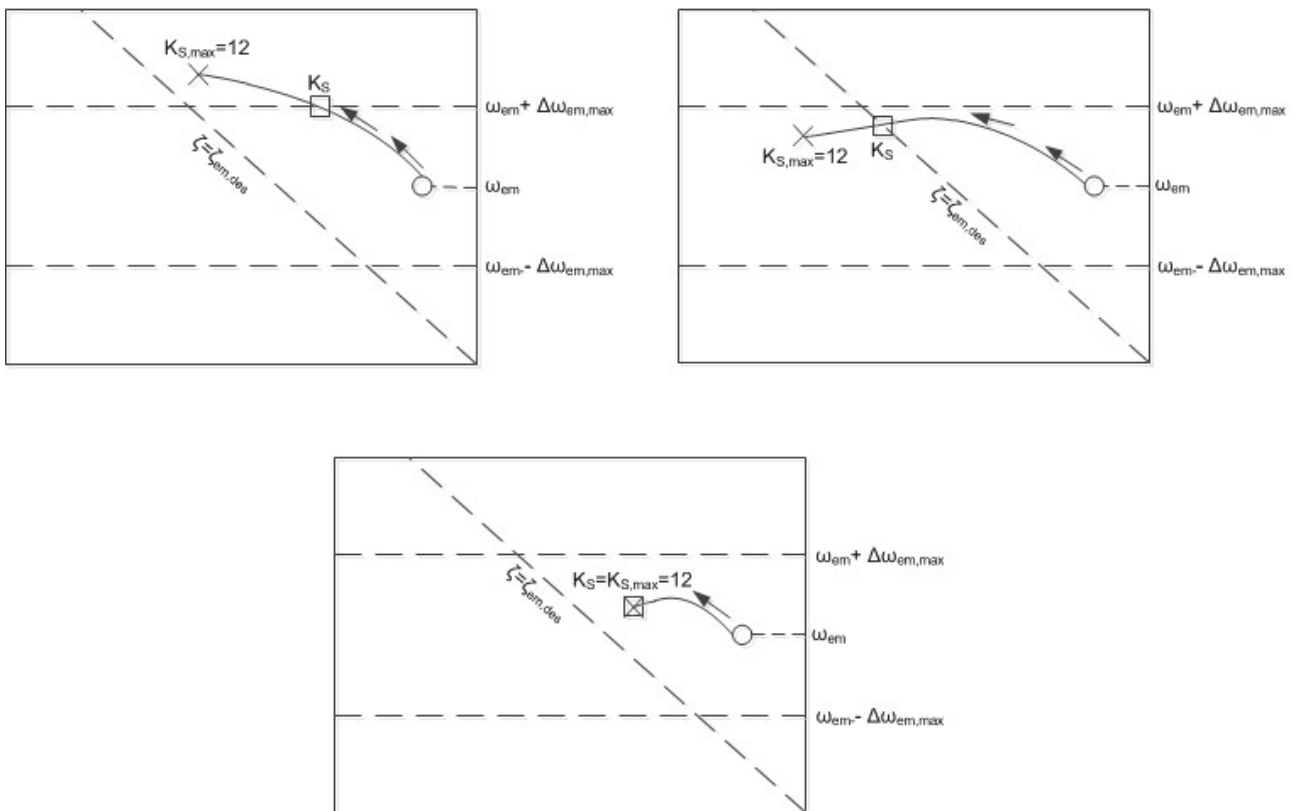 K_S,max=12
K_S
ω_em + Δω_em,max
ζ=ζ_em,des
ω_em
ω_em- - Δω_em,max
ω_em + Δω_em,max
K_S,max=12
K_S
ω_em
ζ=ζ_em,des
ω_em- - Δω_em,max
ω_em + Δω_em,max
ζ=ζ_em,des
K_S=K_S,max=12
ω_em
ω_em- - Δω_em,max